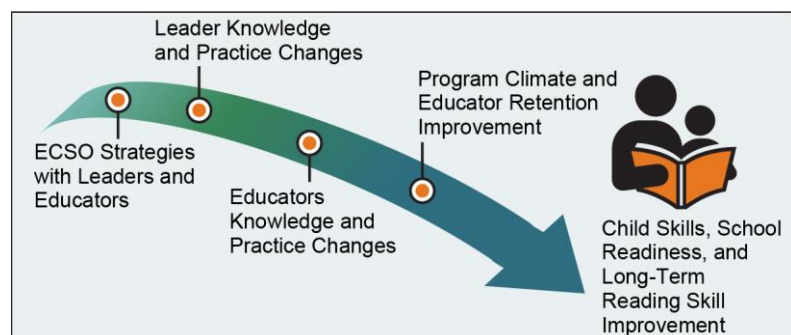 Leader Knowledge
and Practice Changes
ECSO Strategies
with Leaders and
Educators
Educators
Knowledge and
Practice Changes
Program Climate and
Educator Retention
Improvement
Child Skills, School
Readiness, and
Long-Term
Reading Skill
Improvement